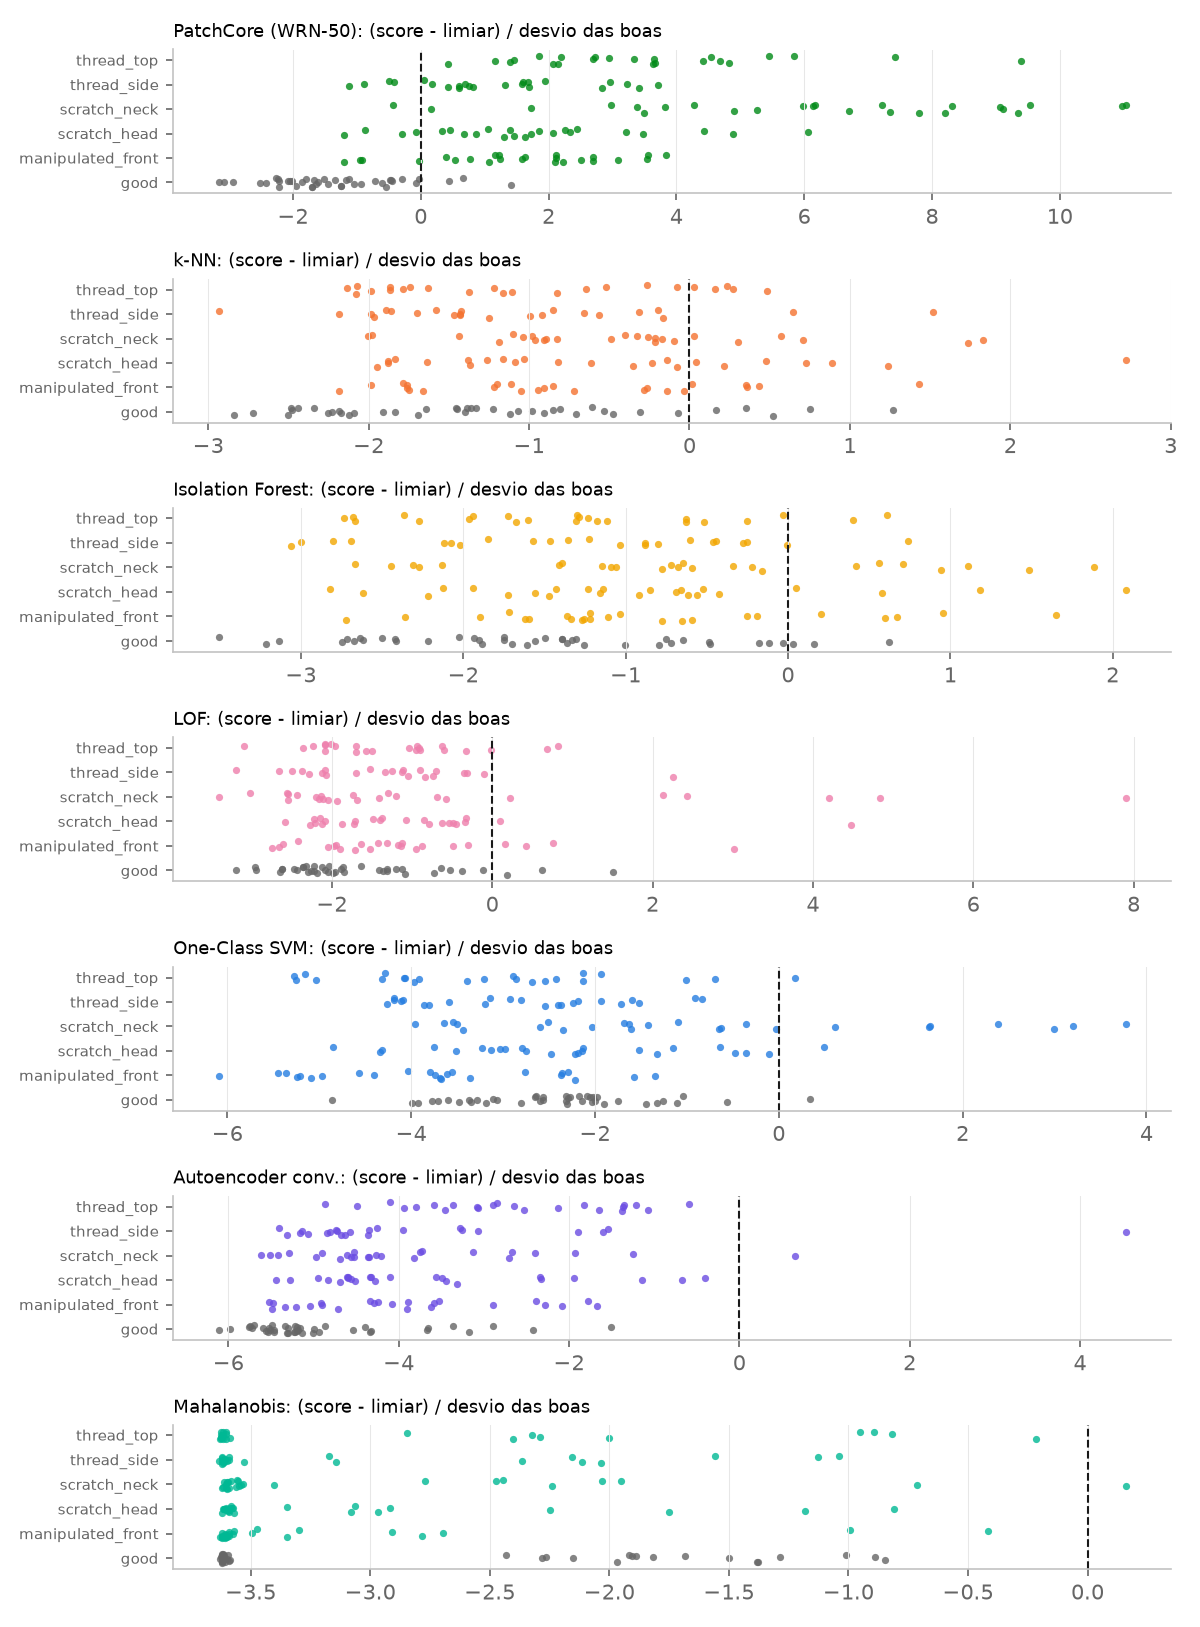 PatchCore (WRN-50): (score - limiar) / desvio das boas
thread_top
thread_side
scratch_neck
scratch_head
manipulated_front
good
−2 0 2 4 6 8 10
k-NN: (score - limiar) / desvio das boas
thread_top
thread_side
scratch_neck
scratch_head
manipulated_front
good
−3 −2 −1 0 1 2 3
Isolation Forest: (score - limiar) / desvio das boas
thread_top
thread_side
scratch_neck
scratch_head
manipulated_front
good
−3 −2 −1 0 1 2
LOF: (score - limiar) / desvio das boas
thread_top
thread_side
scratch_neck
scratch_head
manipulated_front
good
−2 0 2 4 6 8
One-Class SVM: (score - limiar) / desvio das boas
thread_top
thread_side
scratch_neck
scratch_head
manipulated_front
good
−6 −4 −2 0 2 4
Autoencoder conv.: (score - limiar) / desvio das boas
thread_top
thread_side
scratch_neck
scratch_head
manipulated_front
good
−6 −4 −2 0 2 4
Mahalanobis: (score - limiar) / desvio das boas
thread_top
thread_side
scratch_neck
scratch_head
manipulated_front
good
−3.5 −3.0 −2.5 −2.0 −1.5 −1.0 −0.5 0.0